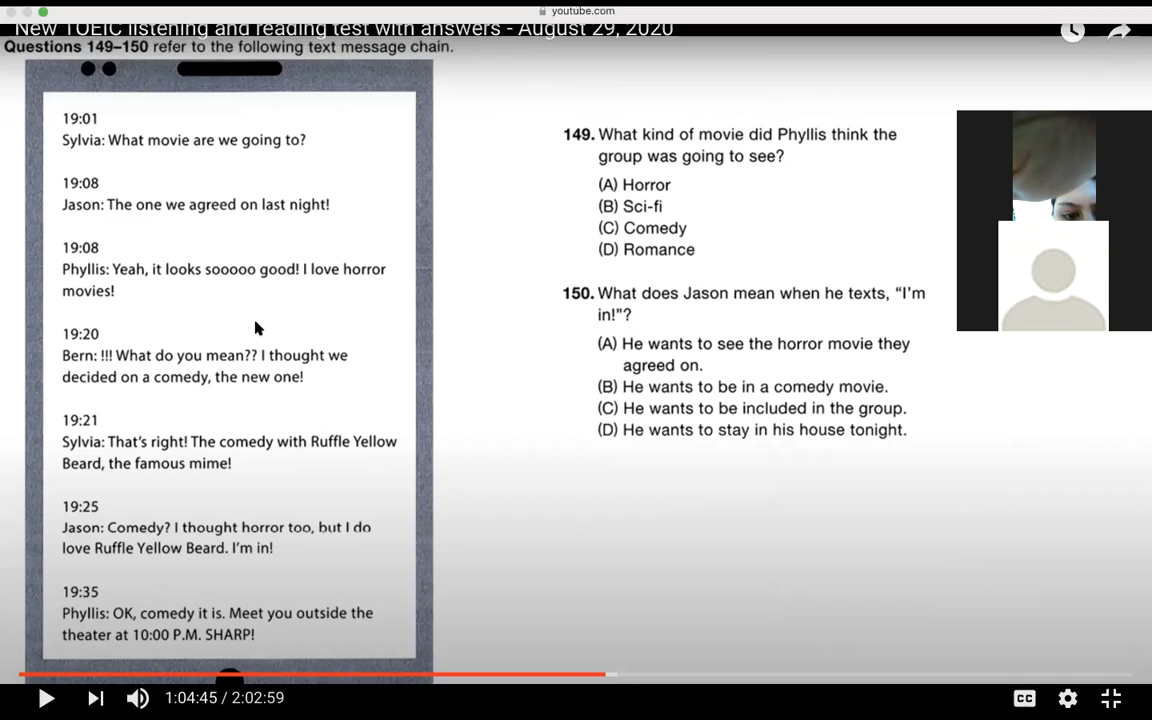 youtube.com
New TOEIC listening and reading test with answers - August 29, 2020
Questions 149–150 refer to the following text message chain.
19:01
Sylvia: What movie are we going to?
19:08
Jason: The one we agreed on last night!
19:08
Phyllis: Yeah, it looks sooooo good! I love horror
movies!
19:20
Bern: !!! What do you mean?? I thought we
decided on a comedy, the new one!
19:21
Sylvia: That's right! The comedy with Ruffle Yellow
Beard, the famous mime!
19:25
Jason: Comedy? I thought horror too, but I do
love Ruffle Yellow Beard. I'm in!
19:35
Phyllis: OK, comedy it is. Meet you outside the
theater at 10:00 P.M. SHARP!
149. What kind of movie did Phyllis think the
group was going to see?
(A) Horror
(B) Sci-fi
(C) Comedy
(D) Romance
150. What does Jason mean when he texts, “I'm
in!”?
(A) He wants to see the horror movie they
agreed on.
(B) He wants to be in a comedy movie.
(C) He wants to be included in the group.
(D) He wants to stay in his house tonight.
1:04:45 / 2:02:59
CC